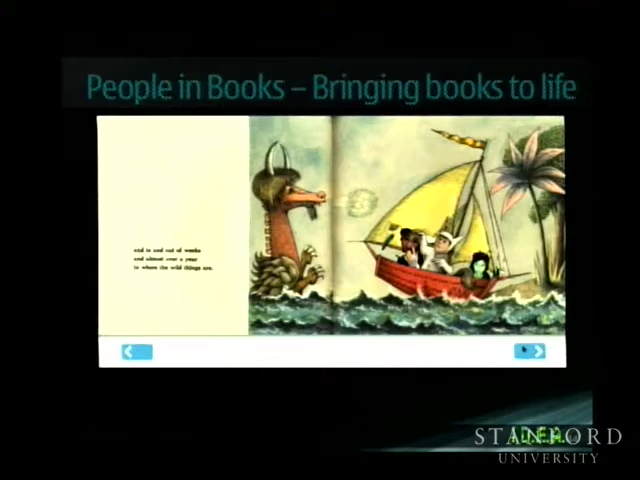 People in Books – Bringing books to life
and in and out of weeks
and almost over a year
to where the wild things are.
STANFORD
UNIVERSITY